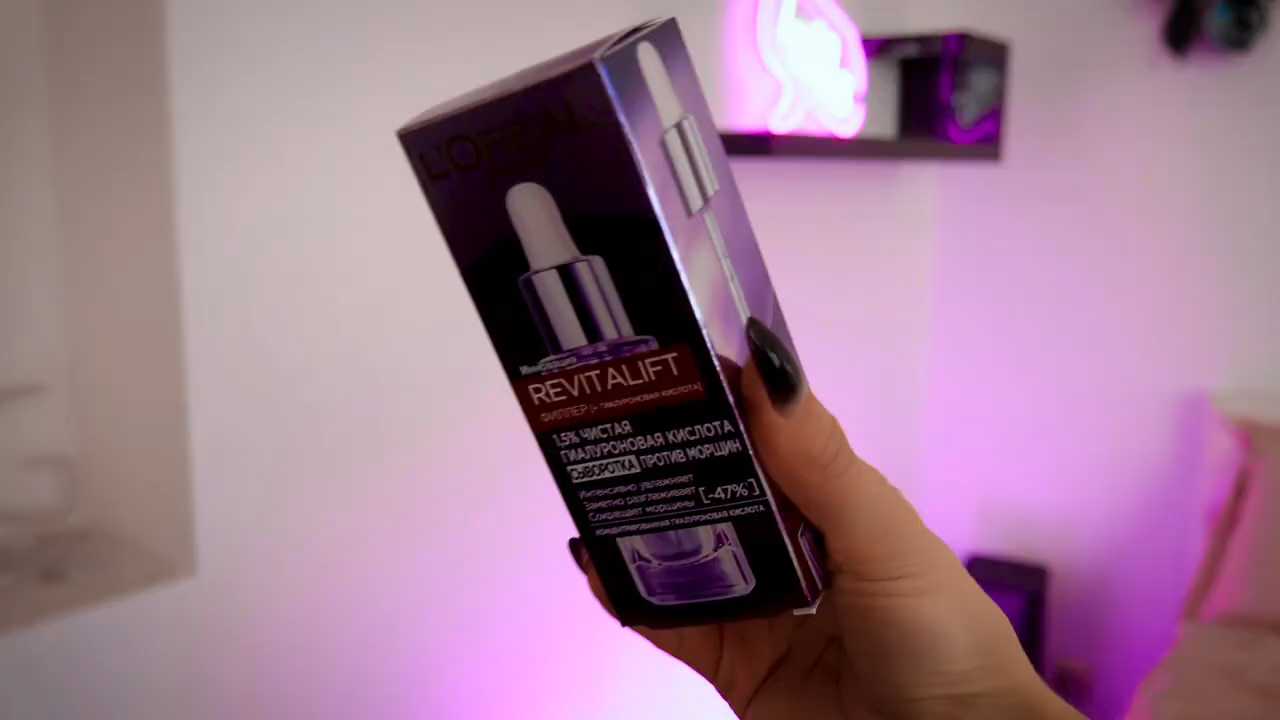 L'ORÉAL
Инновация
REVITALIFT
ФИЛЛЕР [+ ГИАЛУРОНОВАЯ КИСЛОТА]
1,5% ЧИСТАЯ
ГИАЛУРОНОВАЯ КИСЛОТА
СЫВОРОТКА ПРОТИВ МОРЩИН
Интенсивно увлажняет
Заметно разглаживает
Сокращает морщины [-47%*]
КОНЦЕНТРИРОВАННАЯ ГИАЛУРОНОВАЯ КИСЛОТА